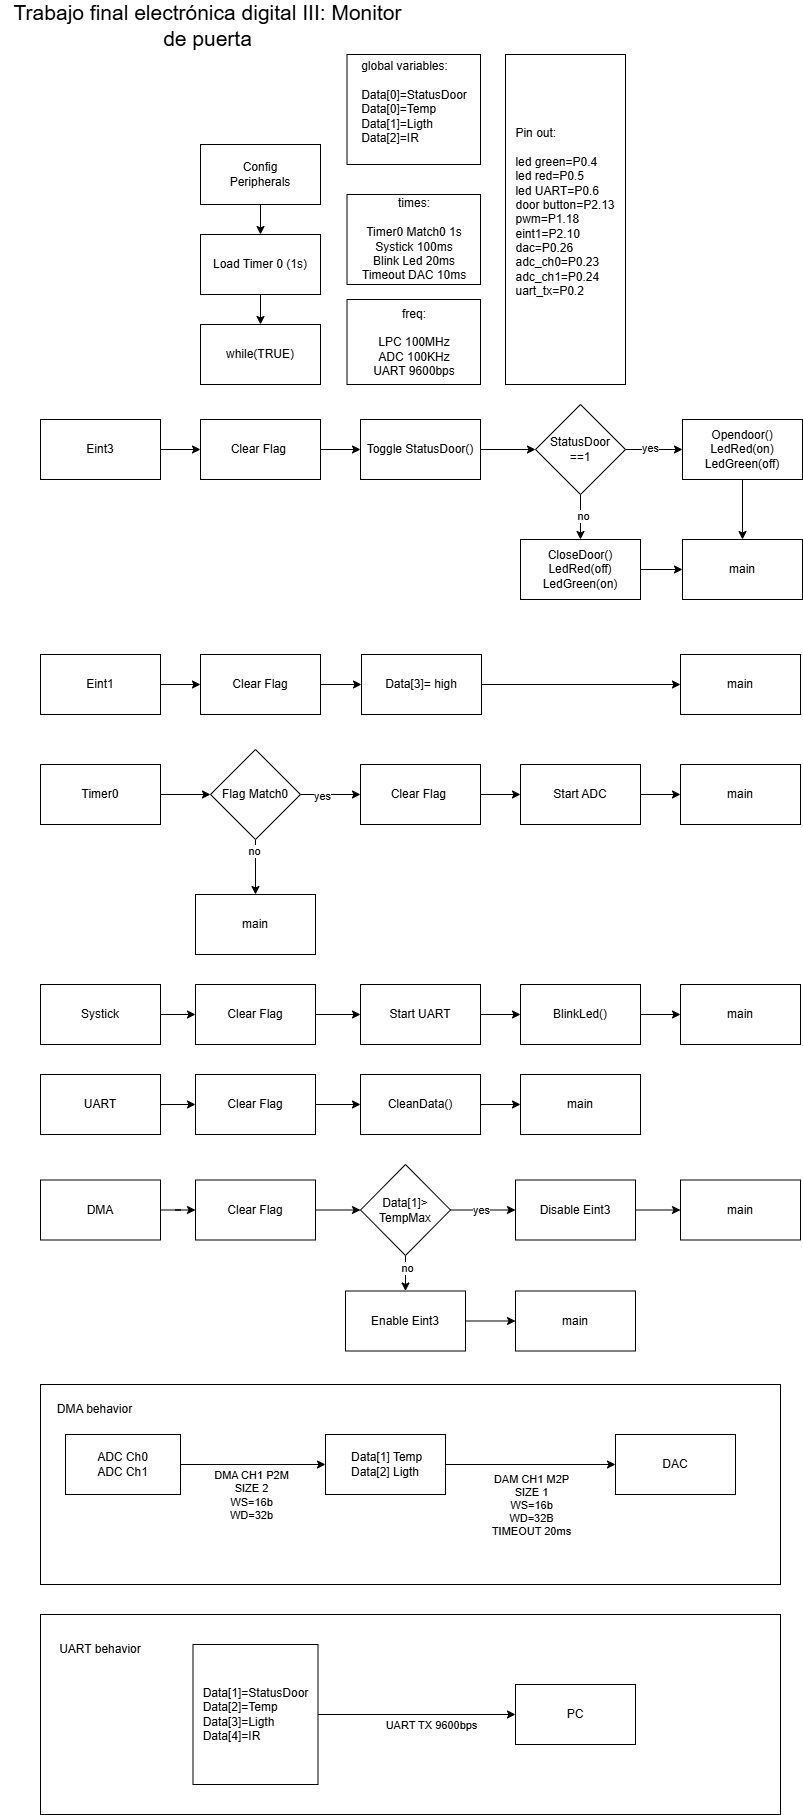 Trabajo final electrónica digital III: Monitor
de puerta
global variables:
Data[0]=StatusDoor
Data[0]=Temp
Data[1]=Ligth
Data[2]=IR
Pin out:
led green=P0.4
led red=P0.5
led UART=P0.6
door button=P2.13
pwm=P1.18
eint1=P2.10
dac=P0.26
adc_ch0=P0.23
adc_ch1=P0.24
uart_tx=P0.2
Config
Peripherals
times:
Timer0 Match0 1s
Systick 100ms
Blink Led 20ms
Timeout DAC 10ms
Load Timer 0 (1s)
freq:
LPC 100MHz
ADC 100KHz
UART 9600bps
while(TRUE)
Eint3
Clear Flag
Toggle StatusDoor()
StatusDoor
==1
yes
Opendoor()
LedRed(on)
LedGreen(off)
no
CloseDoor()
LedRed(off)
LedGreen(on)
main
Eint1
Clear Flag
Data[3]= high
main
Timer0
Flag Match0
yes
Clear Flag
Start ADC
main
no
main
Systick
Clear Flag
Start UART
BlinkLed()
main
UART
Clear Flag
CleanData()
main
DMA
Clear Flag
Data[1]>
TempMax
yes
Disable Eint3
main
no
Enable Eint3
main
DMA behavior
ADC Ch0
ADC Ch1
DMA CH1 P2M
SIZE 2
WS=16b
WD=32b
Data[1] Temp
Data[2] Ligth
DAM CH1 M2P
SIZE 1
WS=16b
WD=32B
TIMEOUT 20ms
DAC
UART behavior
Data[1]=StatusDoor
Data[2]=Temp
Data[3]=Ligth
Data[4]=IR
UART TX 9600bps
PC